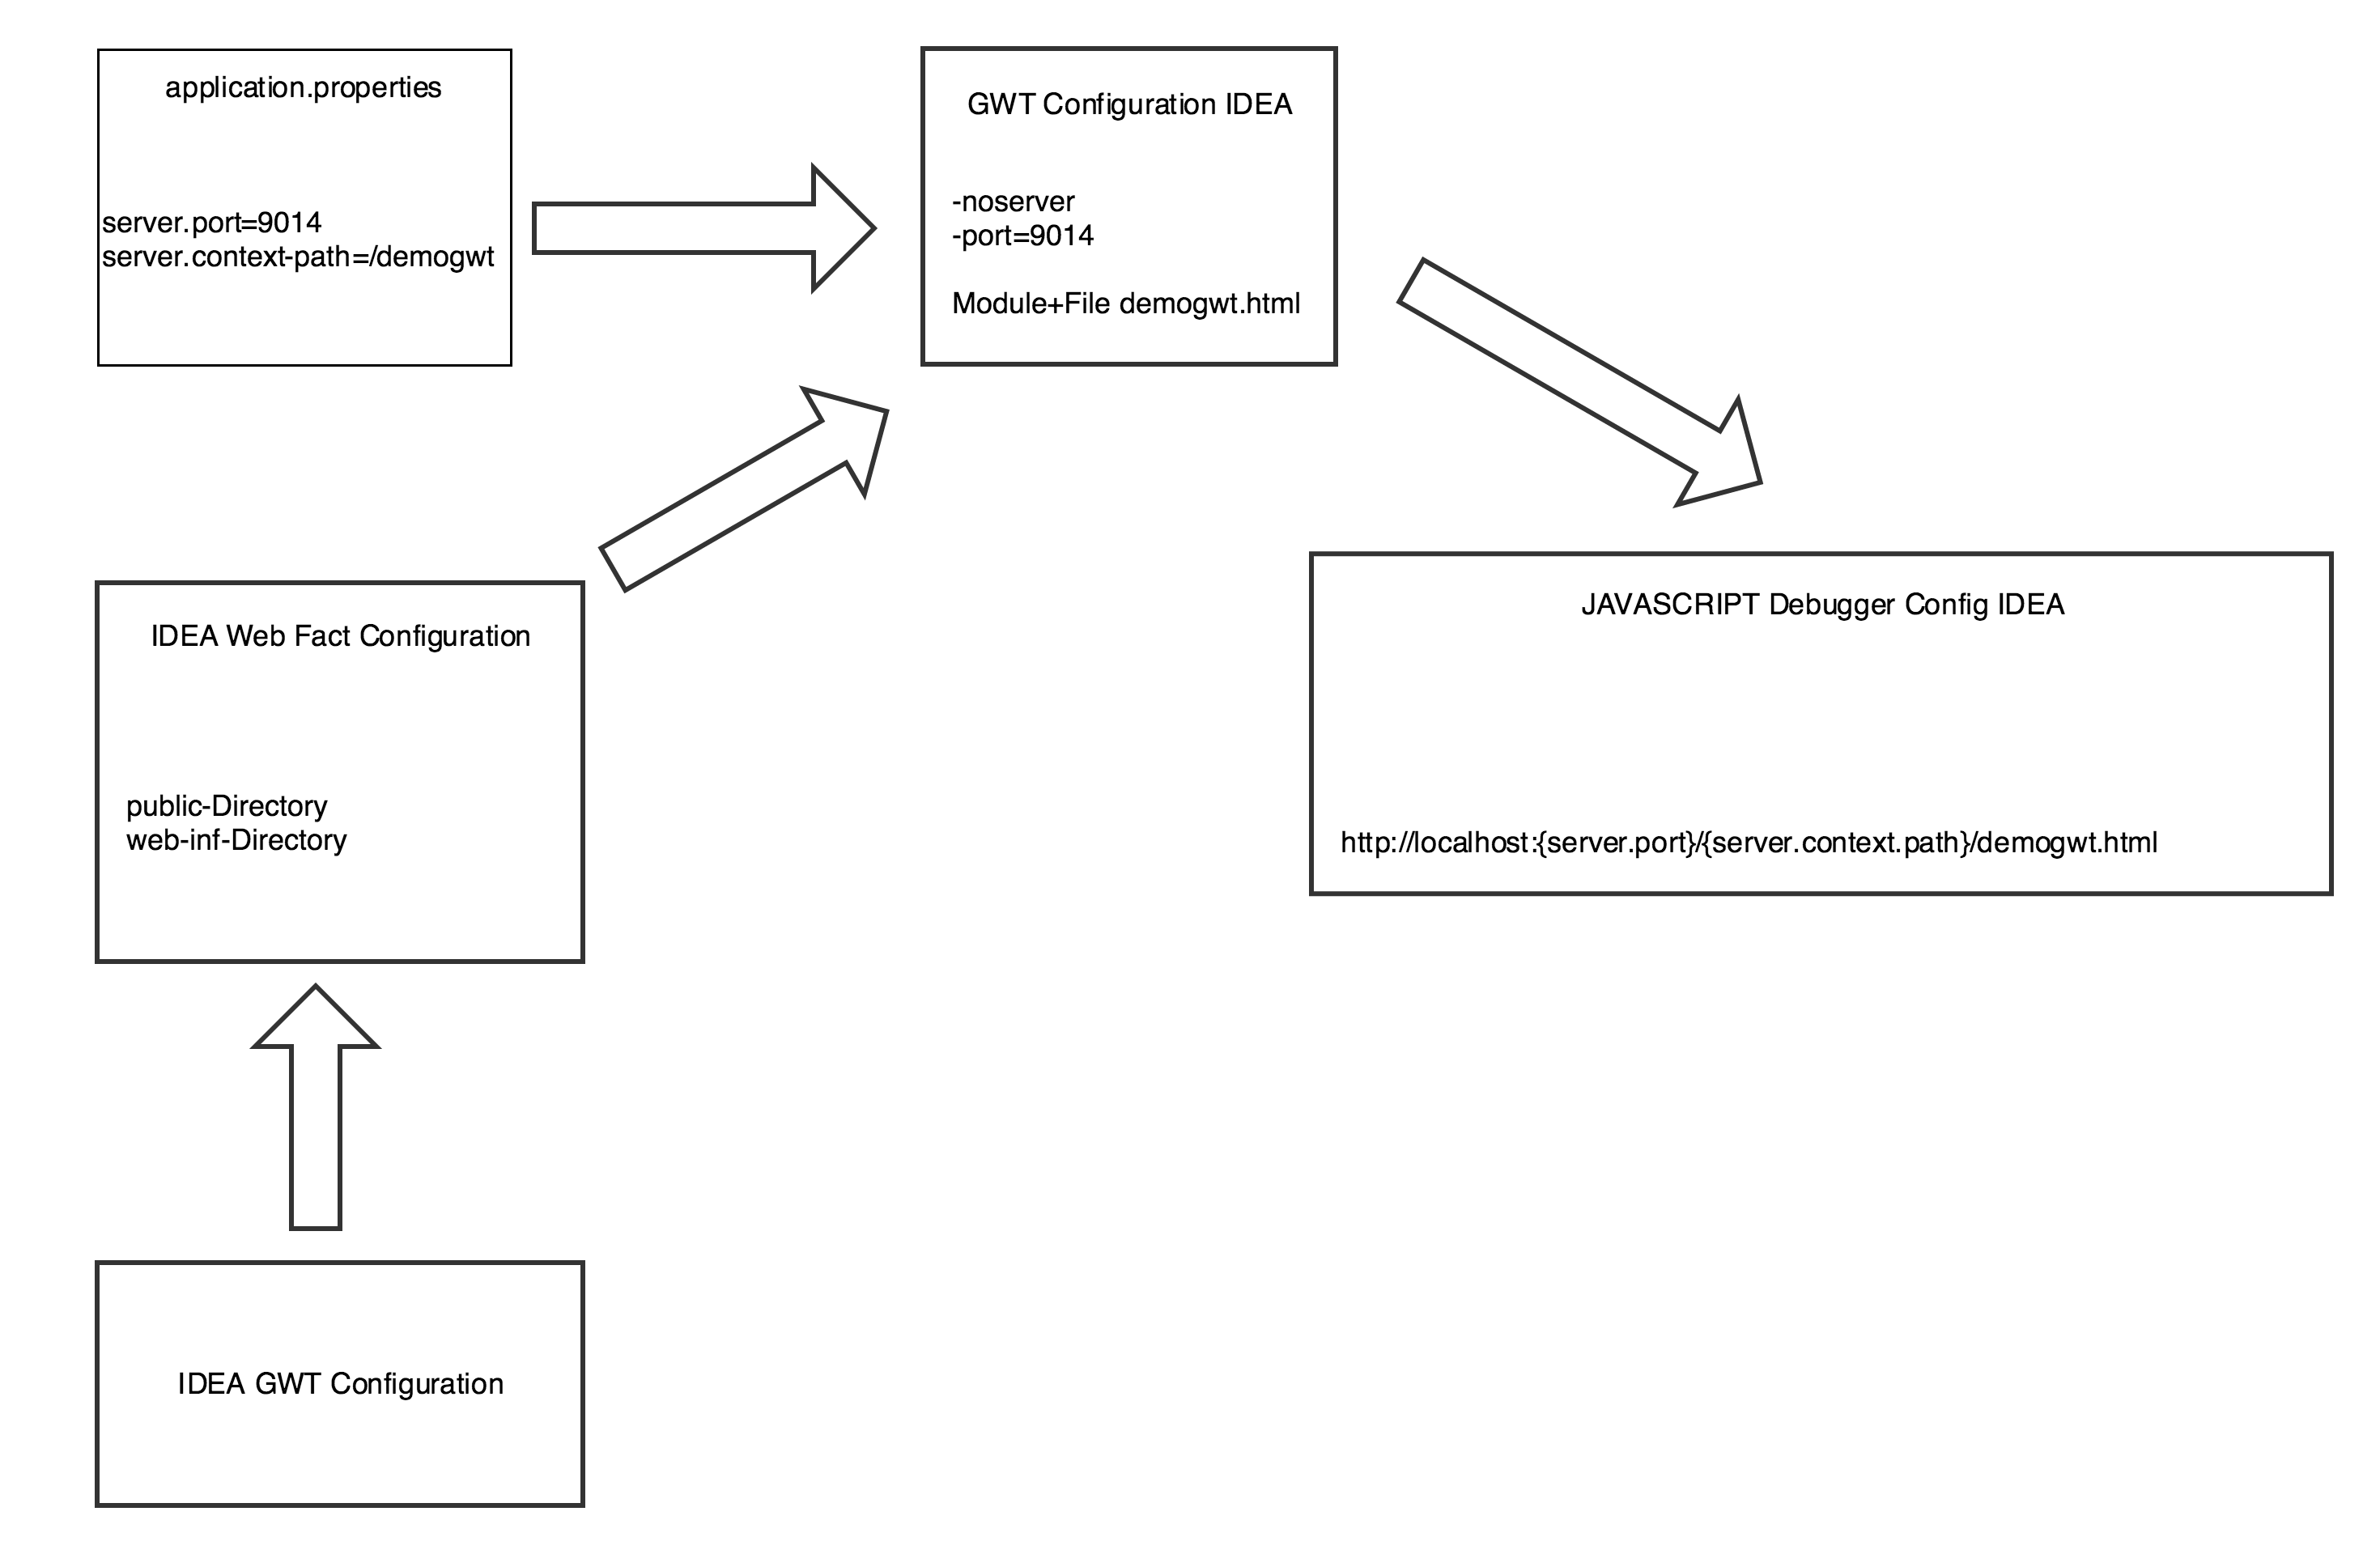 application.properties
server.port=9014
server.context-path=/demogwt
GWT Configuration IDEA
-noserver
-port=9014
Module+File demogwt.html
IDEA Web Fact Configuration
public-Directory
web-inf-Directory
JAVASCRIPT Debugger Config IDEA
http://localhost:{server.port}/{server.context.path}/demogwt.html
IDEA GWT Configuration